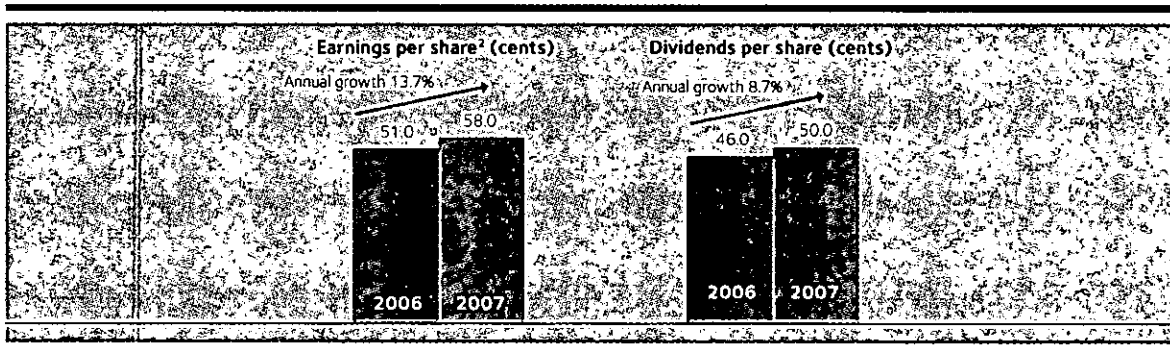 Earnings per share² (cents)
Annual growth 13.7%
51.0
58.0
2006
2007
Dividends per share (cents)
Annual growth 8.7%
46.0
50.0
2006
2007